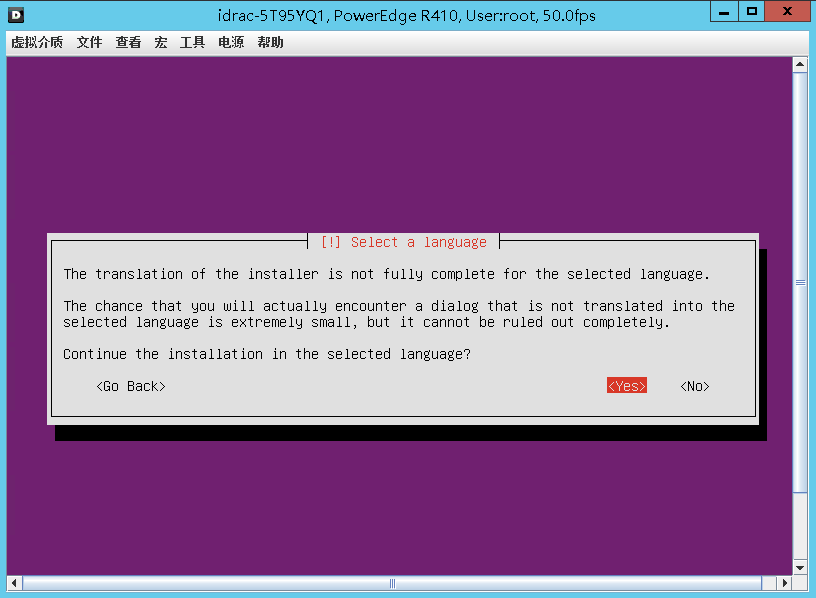 idrac-5T95YQ1, PowerEdge R410, User:root, 50.0fps
虚拟介质 文件 查看 宏 工具 电源 帮助
[!] Select a language
The translation of the installer is not fully complete for the selected language.
The chance that you will actually encounter a dialog that is not translated into the
selected language is extremely small, but it cannot be ruled out completely.
Continue the installation in the selected language?
<Go Back> <Yes> <No>